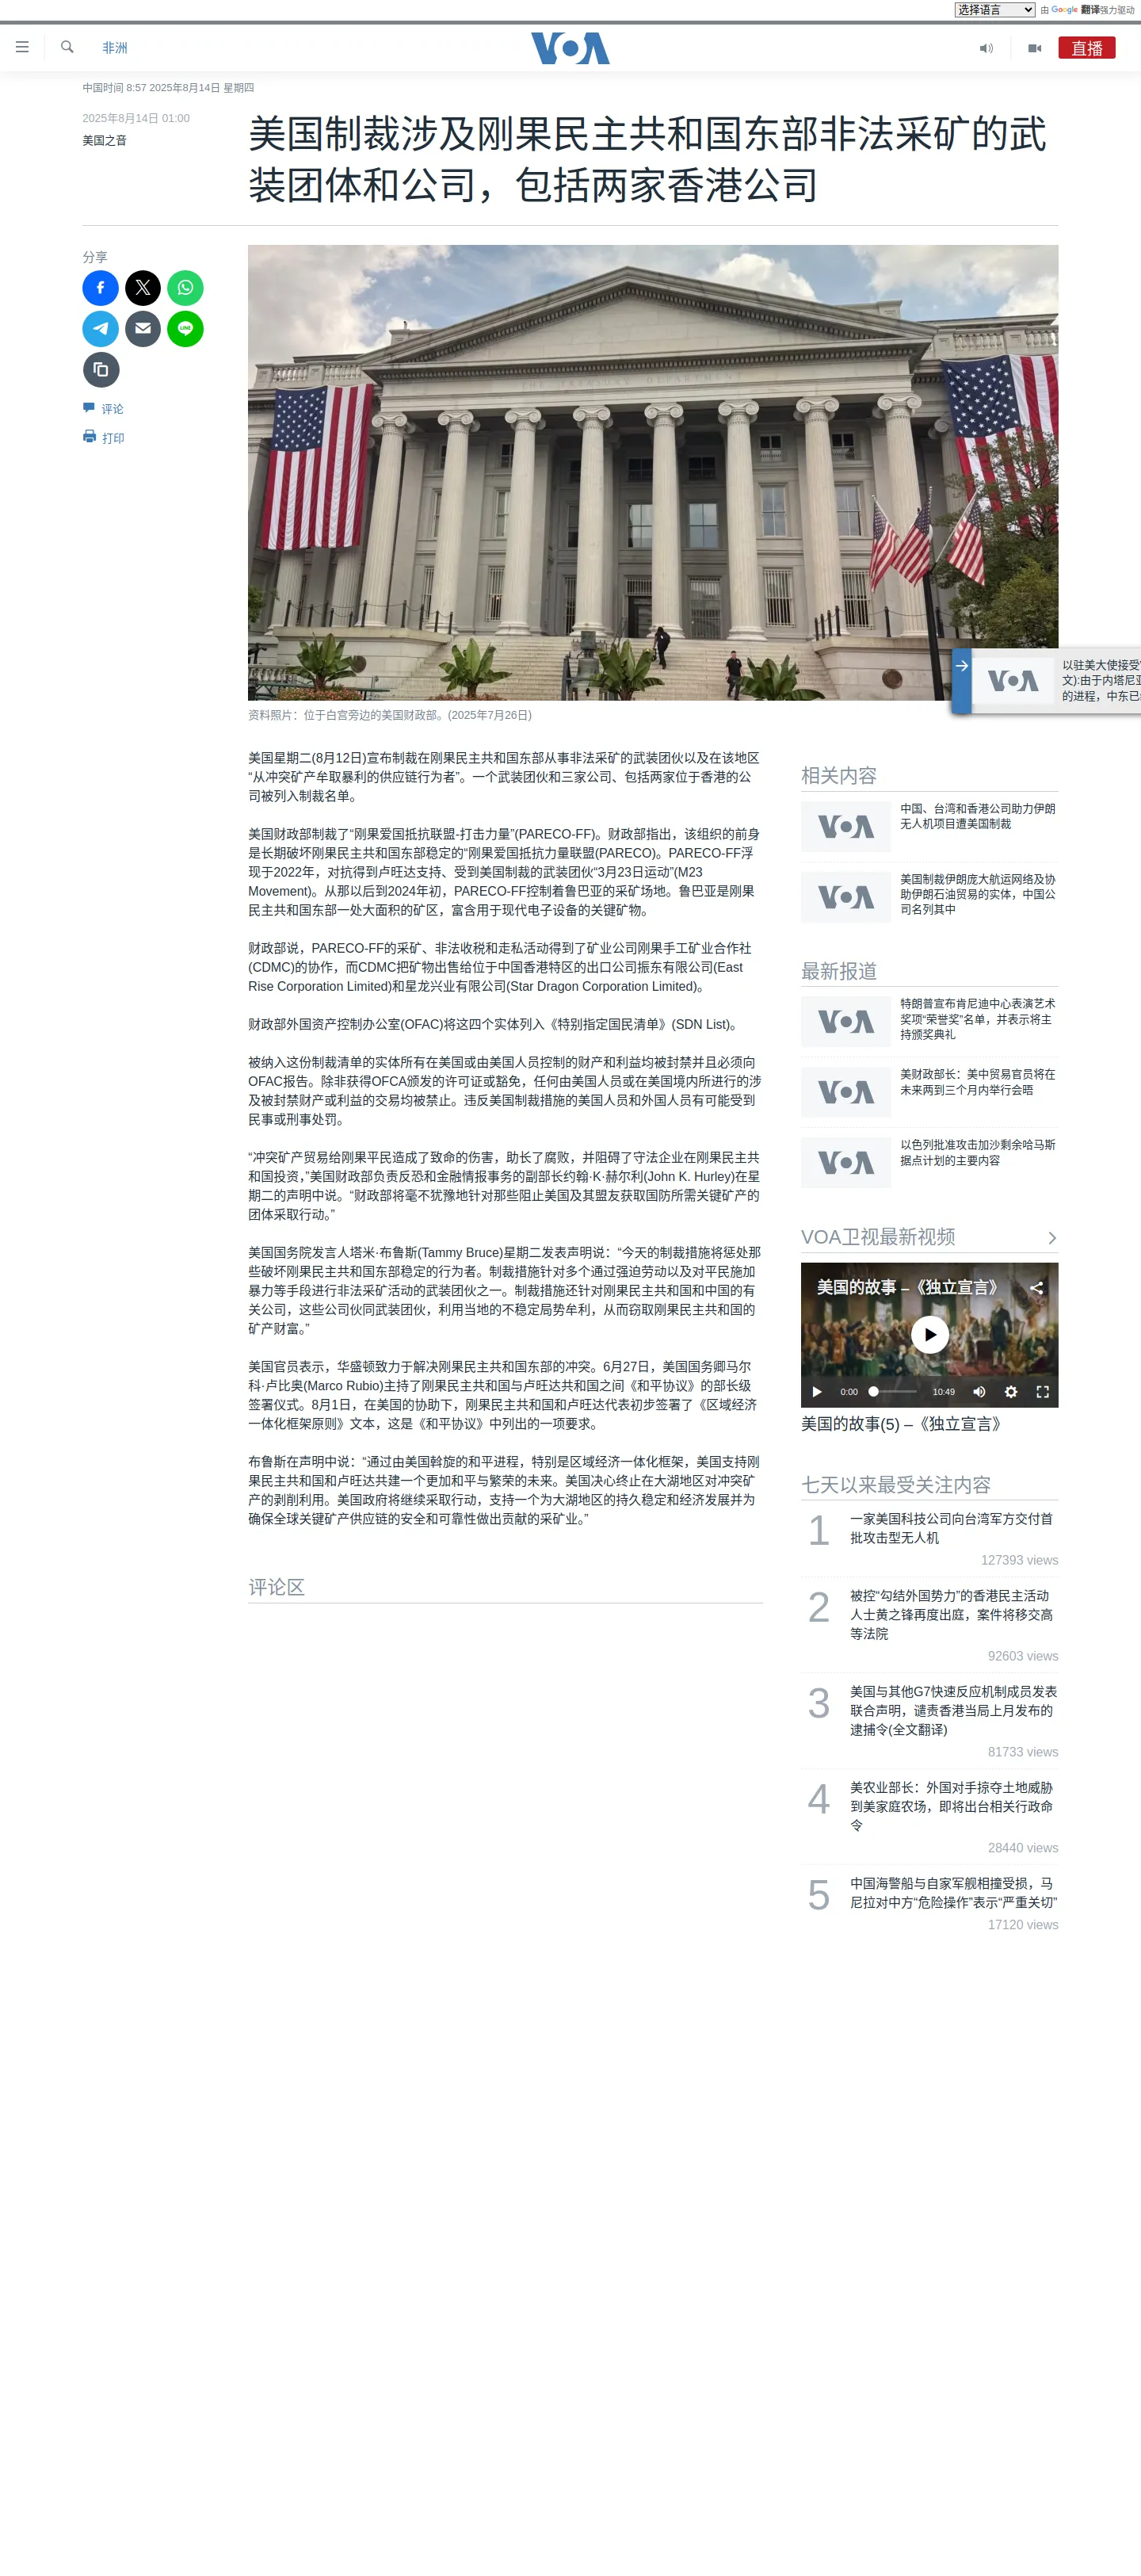 选择语言
由 Google 翻译强力驱动
非洲
VOA
直播
中国时间 8:57 2025年8月14日 星期四
2025年8月14日 01:00
美国之音
美国制裁涉及刚果民主共和国东部非法采矿的武
装团体和公司，包括两家香港公司
分享
LINE
评论
打印
资料照片：位于白宫旁边的美国财政部。(2025年7月26日)
VOA
以驻美大使接受
文):由于内塔尼亚
的进程，中东已
美国星期二(8月12日)宣布制裁在刚果民主共和国东部从事非法采矿的武装团伙以及在该地区
“从冲突矿产牟取暴利的供应链行为者”。一个武装团伙和三家公司、包括两家位于香港的公
司被列入制裁名单。
美国财政部制裁了“刚果爱国抵抗联盟-打击力量”(PARECO-FF)。财政部指出，该组织的前身
是长期破坏刚果民主共和国东部稳定的“刚果爱国抵抗力量联盟(PARECO)。PARECO-FF浮
现于2022年，对抗得到卢旺达支持、受到美国制裁的武装团伙“3月23日运动”(M23
Movement)。从那以后到2024年初，PARECO-FF控制着鲁巴亚的采矿场地。鲁巴亚是刚果
民主共和国东部一处大面积的矿区，富含用于现代电子设备的关键矿物。
财政部说，PARECO-FF的采矿、非法收税和走私活动得到了矿业公司刚果手工矿业合作社
(CDMC)的协作，而CDMC把矿物出售给位于中国香港特区的出口公司振东有限公司(East
Rise Corporation Limited)和星龙兴业有限公司(Star Dragon Corporation Limited)。
财政部外国资产控制办公室(OFAC)将这四个实体列入《特别指定国民清单》(SDN List)。
被纳入这份制裁清单的实体所有在美国或由美国人员控制的财产和利益均被封禁并且必须向
OFAC报告。除非获得OFCA颁发的许可证或豁免，任何由美国人员或在美国境内所进行的涉
及被封禁财产或利益的交易均被禁止。违反美国制裁措施的美国人员和外国人员有可能受到
民事或刑事处罚。
“冲突矿产贸易给刚果平民造成了致命的伤害，助长了腐败，并阻碍了守法企业在刚果民主共
和国投资，”美国财政部负责反恐和金融情报事务的副部长约翰·K·赫尔利(John K. Hurley)在星
期二的声明中说。“财政部将毫不犹豫地针对那些阻止美国及其盟友获取国防所需关键矿产的
团体采取行动。”
美国国务院发言人塔米·布鲁斯(Tammy Bruce)星期二发表声明说：“今天的制裁措施将惩处那
些破坏刚果民主共和国东部稳定的行为者。制裁措施针对多个通过强迫劳动以及对平民施加
暴力等手段进行非法采矿活动的武装团伙之一。制裁措施还针对刚果民主共和国和中国的有
关公司，这些公司伙同武装团伙，利用当地的不稳定局势牟利，从而窃取刚果民主共和国的
矿产财富。”
美国官员表示，华盛顿致力于解决刚果民主共和国东部的冲突。6月27日，美国国务卿马尔
科·卢比奥(Marco Rubio)主持了刚果民主共和国与卢旺达共和国之间《和平协议》的部长级
签署仪式。8月1日，在美国的协助下，刚果民主共和国和卢旺达代表初步签署了《区域经济
一体化框架原则》文本，这是《和平协议》中列出的一项要求。
布鲁斯在声明中说：“通过由美国斡旋的和平进程，特别是区域经济一体化框架，美国支持刚
果民主共和国和卢旺达共建一个更加和平与繁荣的未来。美国决心终止在大湖地区对冲突矿
产的剥削利用。美国政府将继续采取行动，支持一个为大湖地区的持久稳定和经济发展并为
确保全球关键矿产供应链的安全和可靠性做出贡献的采矿业。”
评论区
相关内容
VOA
中国、台湾和香港公司助力伊朗
无人机项目遭美国制裁
VOA
美国制裁伊朗庞大航运网络及协
助伊朗石油贸易的实体，中国公
司名列其中
最新报道
VOA
特朗普宣布肯尼迪中心表演艺术
奖项“荣誉奖”名单，并表示将主
持颁奖典礼
VOA
美财政部长：美中贸易官员将在
未来两到三个月内举行会晤
VOA
以色列批准攻击加沙剩余哈马斯
据点计划的主要内容
VOA卫视最新视频
美国的故事 –《独立宣言》
0:00
10:49
美国的故事(5) –《独立宣言》
七天以来最受关注内容
1
一家美国科技公司向台湾军方交付首
批攻击型无人机
127393 views
2
被控“勾结外国势力”的香港民主活动
人士黄之锋再度出庭，案件将移交高
等法院
92603 views
3
美国与其他G7快速反应机制成员发表
联合声明，谴责香港当局上月发布的
逮捕令(全文翻译)
81733 views
4
美农业部长：外国对手掠夺土地威胁
到美家庭农场，即将出台相关行政命
令
28440 views
5
中国海警船与自家军舰相撞受损，马
尼拉对中方“危险操作”表示“严重关切”
17120 views